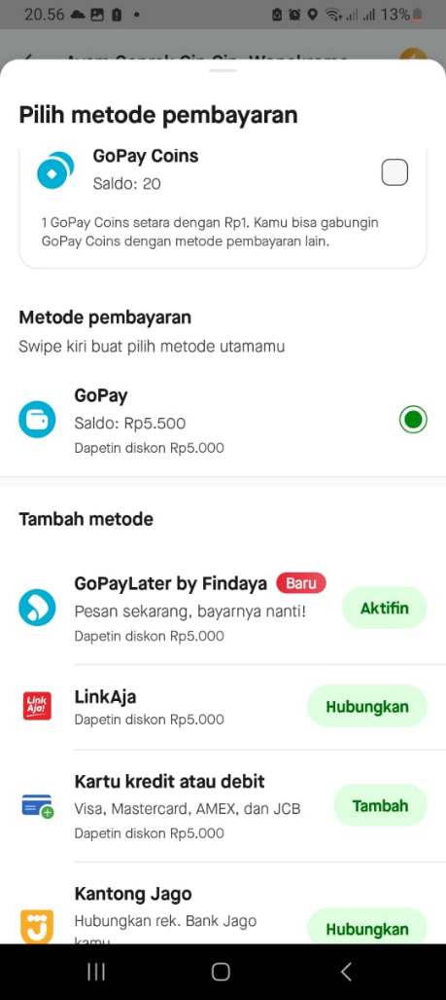 20.56
13%
Pilih metode pembayaran
GoPay Coins
Saldo: 20
1 GoPay Coins setara dengan Rp1. Kamu bisa gabungin
GoPay Coins dengan metode pembayaran lain.
Metode pembayaran
Swipe kiri buat pilih metode utamamu
GoPay
Saldo: Rp5.500
Dapetin diskon Rp5.000
Tambah metode
GoPayLater by Findaya Baru
Pesan sekarang, bayarnya nanti!
Dapetin diskon Rp5.000
Aktifin
LinkAja!
LinkAja
Dapetin diskon Rp5.000
Hubungkan
Kartu kredit atau debit
Visa, Mastercard, AMEX, dan JCB
Dapetin diskon Rp5.000
Tambah
Kantong Jago
Hubungkan rek. Bank Jago
kamu
Hubungkan